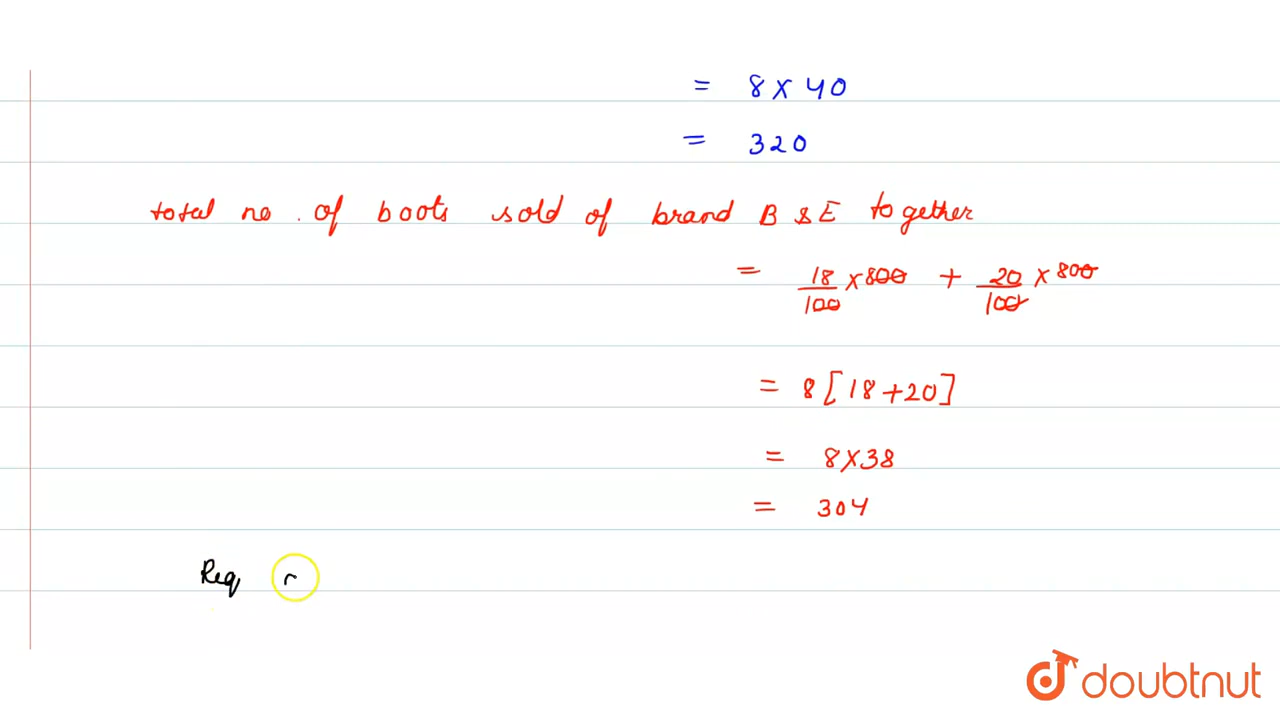 = 8 × 40
= 320
total no. of boots sold of brand B & E together
= 18/100 × 800 + 20/100 × 800
= 8[18+20]
= 8×38
= 304
Req r
doubtnut